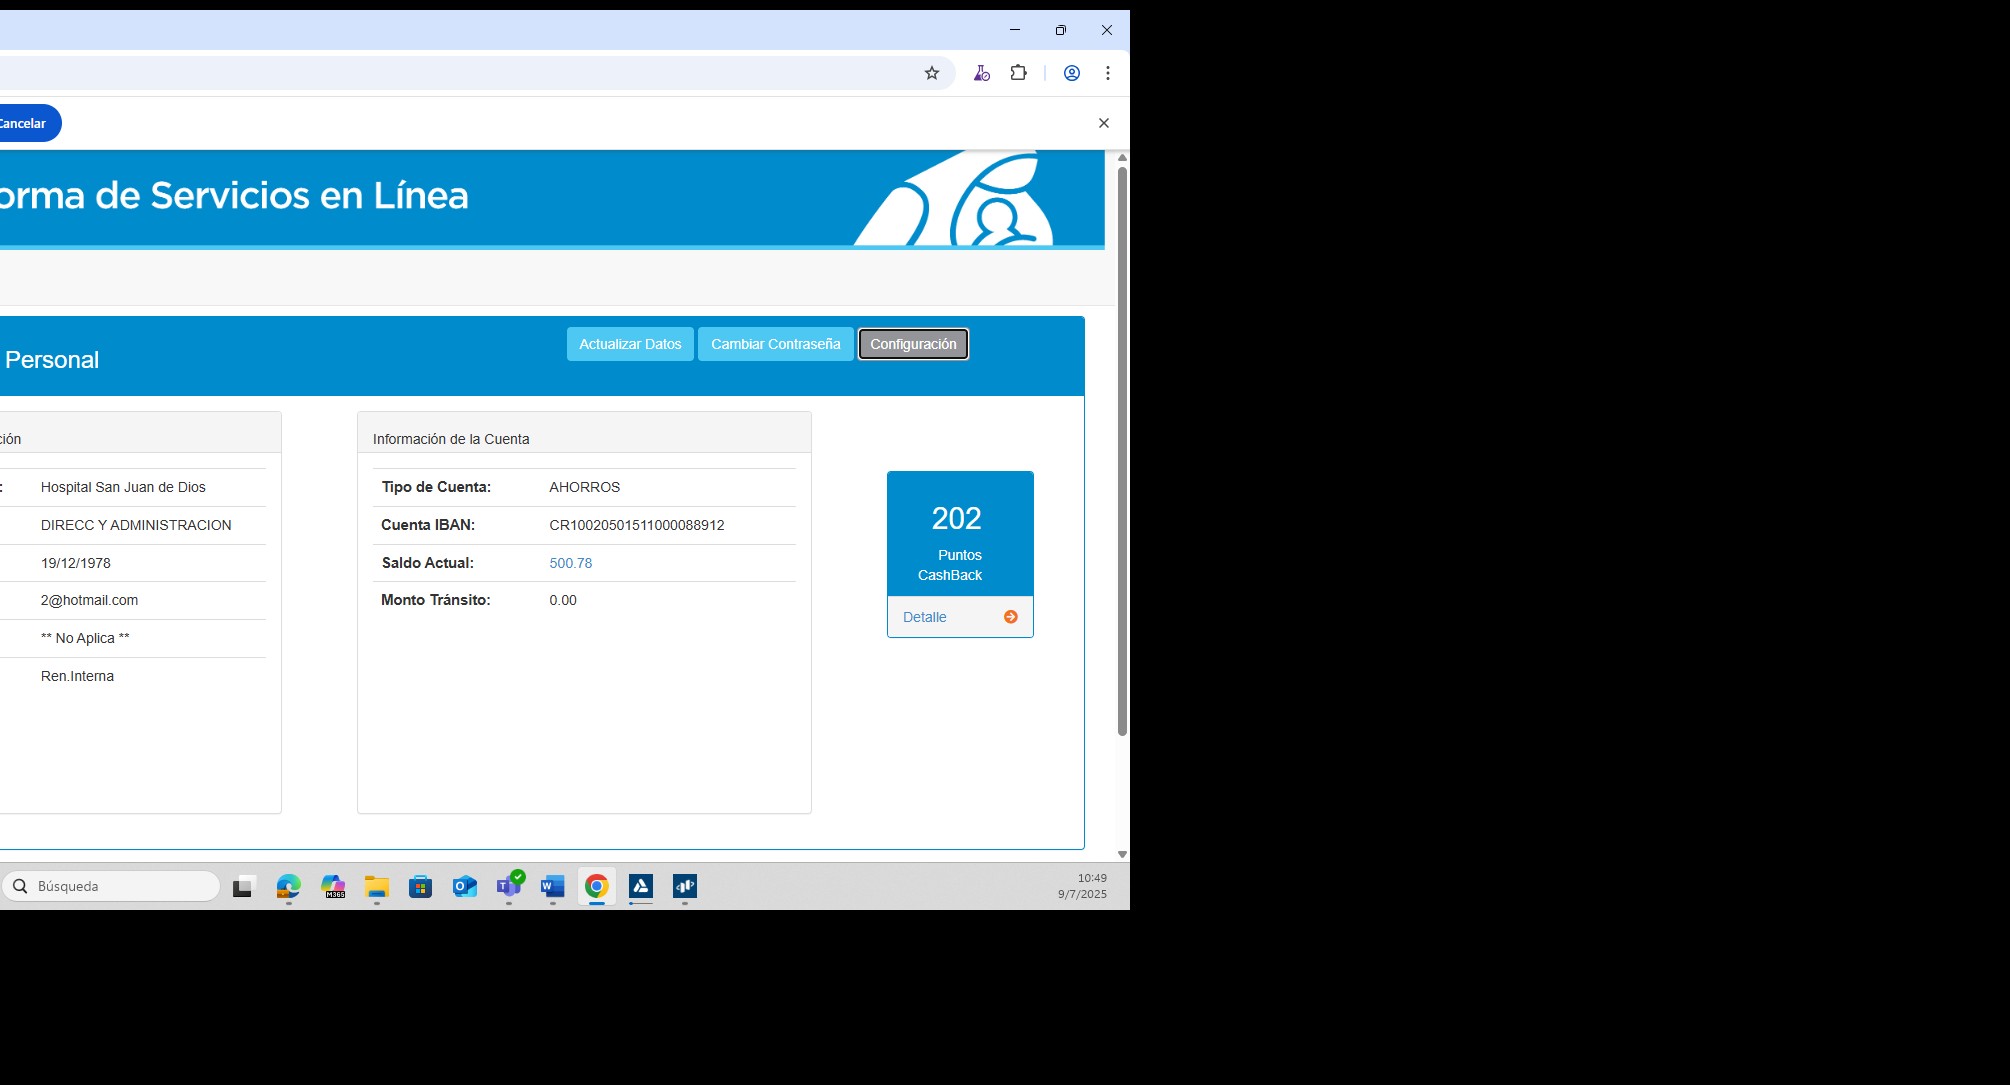 Cancelar
orma de Servicios en Línea
Personal
Actualizar Datos
Cambiar Contraseña
Configuración
ción
: Hospital San Juan de Dios
DIRECC Y ADMINISTRACION
19/12/1978
2@hotmail.com
** No Aplica **
Ren.Interna
Información de la Cuenta
Tipo de Cuenta: AHORROS
Cuenta IBAN: CR10020501511000088912
Saldo Actual: 500.78
Monto Tránsito: 0.00
202
Puntos
CashBack
Detalle
Búsqueda
M365
10:49
9/7/2025